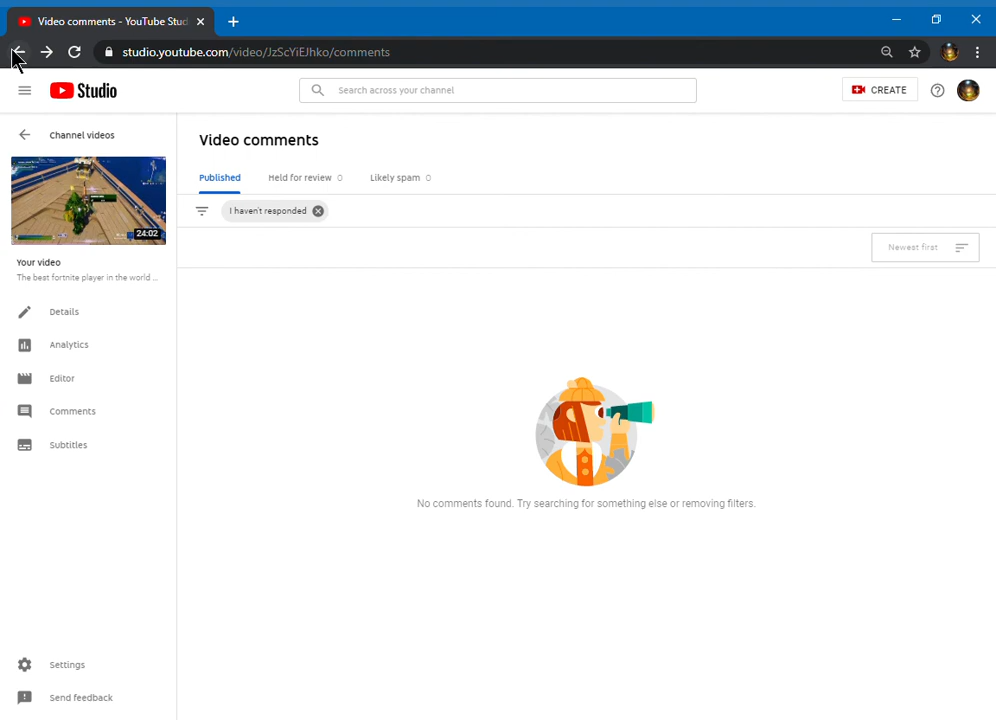 Video comments - YouTube Stud
studio.youtube.com/video/JzScYiEJhko/comments
Studio
Search across your channel
CREATE
Channel videos
24:02
Your video
The best fortnite player in the world ...
Details
Analytics
Editor
Comments
Subtitles
Settings
Send feedback
Video comments
Published
Held for review 0
Likely spam 0
I haven't responded
Newest first
No comments found. Try searching for something else or removing filters.